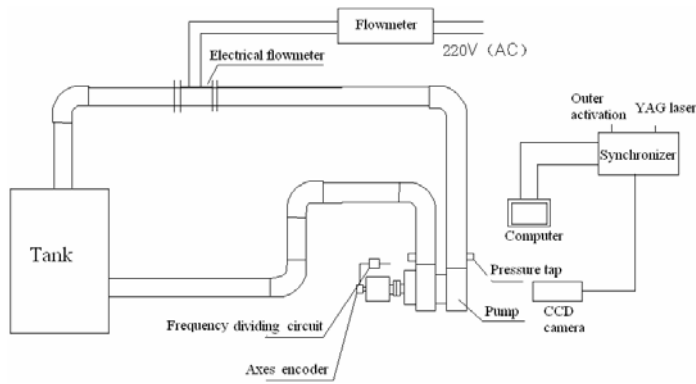 Flowmeter
220V（AC）
Electrical flowmeter
Outer
activation
YAG laser
Synchronizer
Computer
Tank
Pressure tap
Pump
CCD
camera
Frequency dividing circuit
Axes encoder